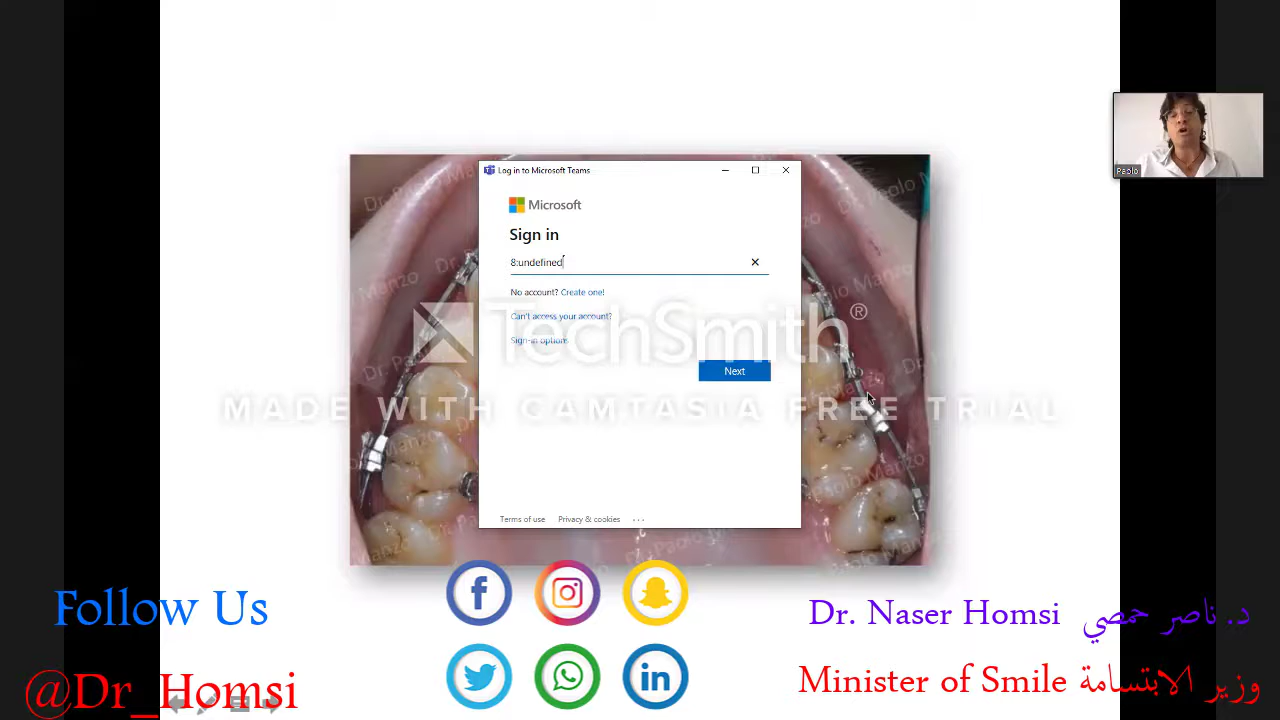 Log in to Microsoft Teams
Microsoft
Sign in
8:undefined
No account? Create one!
Can't access your account?
Sign-in options
Next
Terms of use Privacy & cookies ...
Paolo
TechSmith®
MADE WITH CAMTASIA FREE TRIAL
Paolo Manzo
Follow Us
@Dr_Homsi
Dr. Naser Homsi د. ناصر حمصي
Minister of Smile وزير الابتسامة